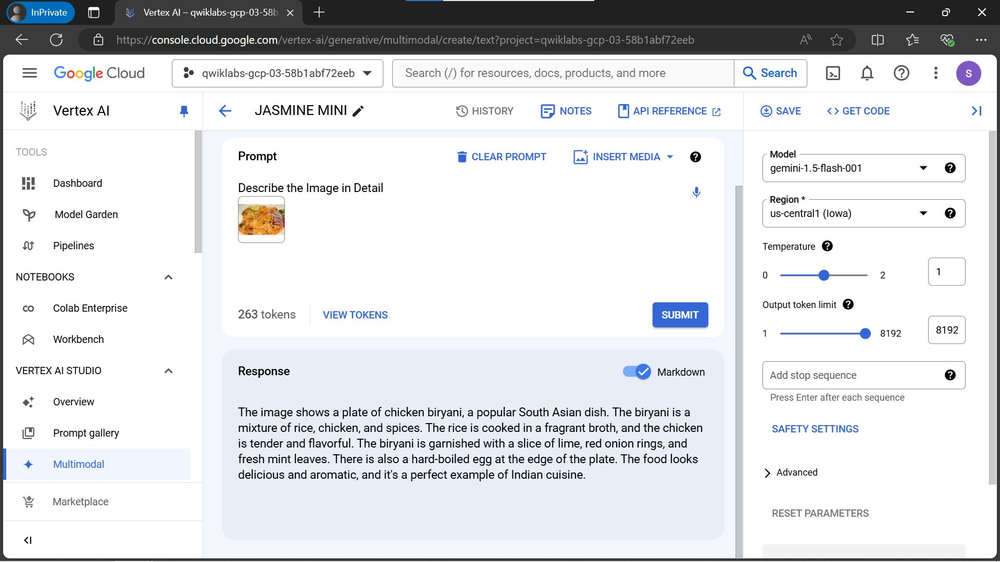 InPrivate
Vertex AI – qwiklabs-gcp-03-58b
https://console.cloud.google.com/vertex-ai/generative/multimodal/create/text?project=qwiklabs-gcp-03-58b1abf72eeb
Google Cloud
qwiklabs-gcp-03-58b1abf72eeb
Search (/) for resources, docs, products, and more
Search
S
Vertex AI
JASMINE MINI
HISTORY
NOTES
API REFERENCE
SAVE
GET CODE
TOOLS
Dashboard
Model Garden
Pipelines
NOTEBOOKS
Colab Enterprise
Workbench
VERTEX AI STUDIO
Overview
Prompt gallery
Multimodal
Marketplace
Prompt
CLEAR PROMPT
INSERT MEDIA
Describe the Image in Detail
263 tokens
VIEW TOKENS
SUBMIT
Response
Markdown
The image shows a plate of chicken biryani, a popular South Asian dish. The biryani is a
mixture of rice, chicken, and spices. The rice is cooked in a fragrant broth, and the chicken
is tender and flavorful. The biryani is garnished with a slice of lime, red onion rings, and
fresh mint leaves. There is also a hard-boiled egg at the edge of the plate. The food looks
delicious and aromatic, and it's a perfect example of Indian cuisine.
Model
gemini-1.5-flash-001
Region *
us-central1 (Iowa)
Temperature
0
2
1
Output token limit
1
8192
8192
Add stop sequence
Press Enter after each sequence
SAFETY SETTINGS
Advanced
RESET PARAMETERS